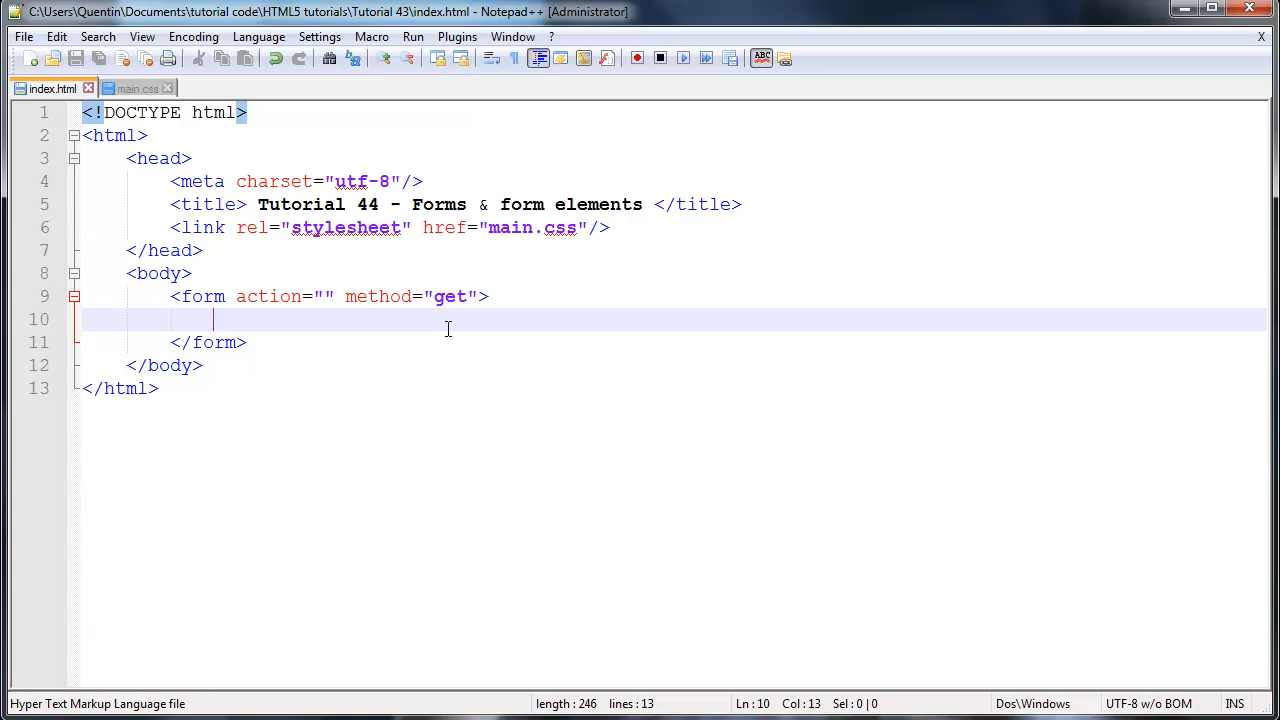 C:\Users\Quentin\Documents\tutorial code\HTML5 tutorials\Tutorial 43\index.html - Notepad++ [Administrator]
File Edit Search View Encoding Language Settings Macro Run Plugins Window ? X
ABC
index.html main.css
1 <!DOCTYPE html>
2 <html>
3 <head>
4 <meta charset="utf-8"/>
5 <title> Tutorial 44 - Forms & form elements </title>
6 <link rel="stylesheet" href="main.css"/>
7 </head>
8 <body>
9 <form action="" method="get">
10
11 </form>
12 </body>
13 </html>
Hyper Text Markup Language file length : 246 lines : 13 Ln : 10 Col : 13 Sel : 0 | 0 Dos\Windows UTF-8 w/o BOM INS